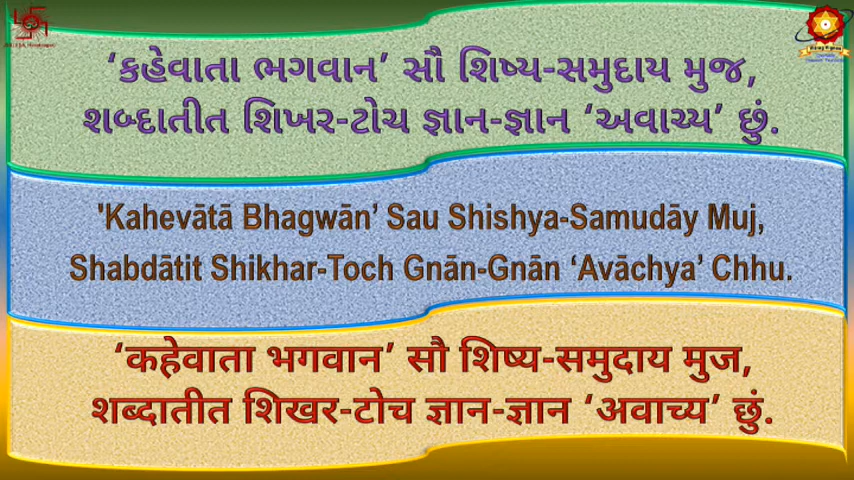 ‘કહેવાતા ભગવાન’ સૌ શિષ્ય-સમુદાય મુજ,
શબ્દાતીત શિખર-ટોચ જ્ઞાન-જ્ઞાન ‘અવાચ્ય’ છું.
'Kahevātā Bhagwān’ Sau Shishya-Samudāy Muj,
Shabdātit Shikhar-Toch Gnān-Gnān ‘Avāchya’ Chhu.
‘कहेवाता भगवान’ सौ शिष्य-समुदाय मुज,
शब्दातीत शिखर-टोच ज्ञान-ज्ञान ‘अवाच्य’ छुं.